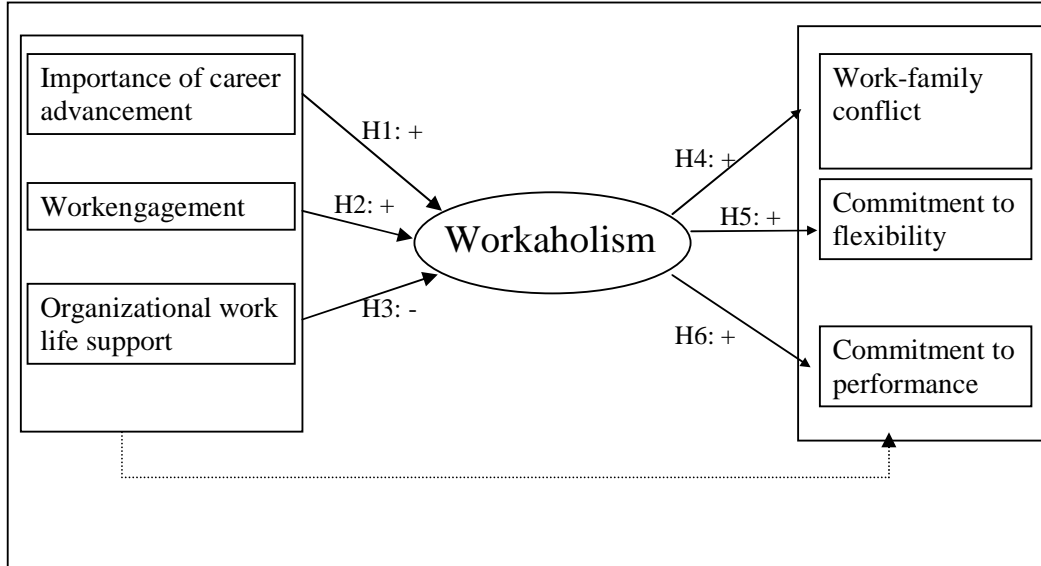 Importance of career
advancement
Workengagement
Organizational work
life support
H1: +
H2: +
H3: -
Workaholism
H4: +
H5: +
H6: +
Work-family
conflict
Commitment to
flexibility
Commitment to
performance